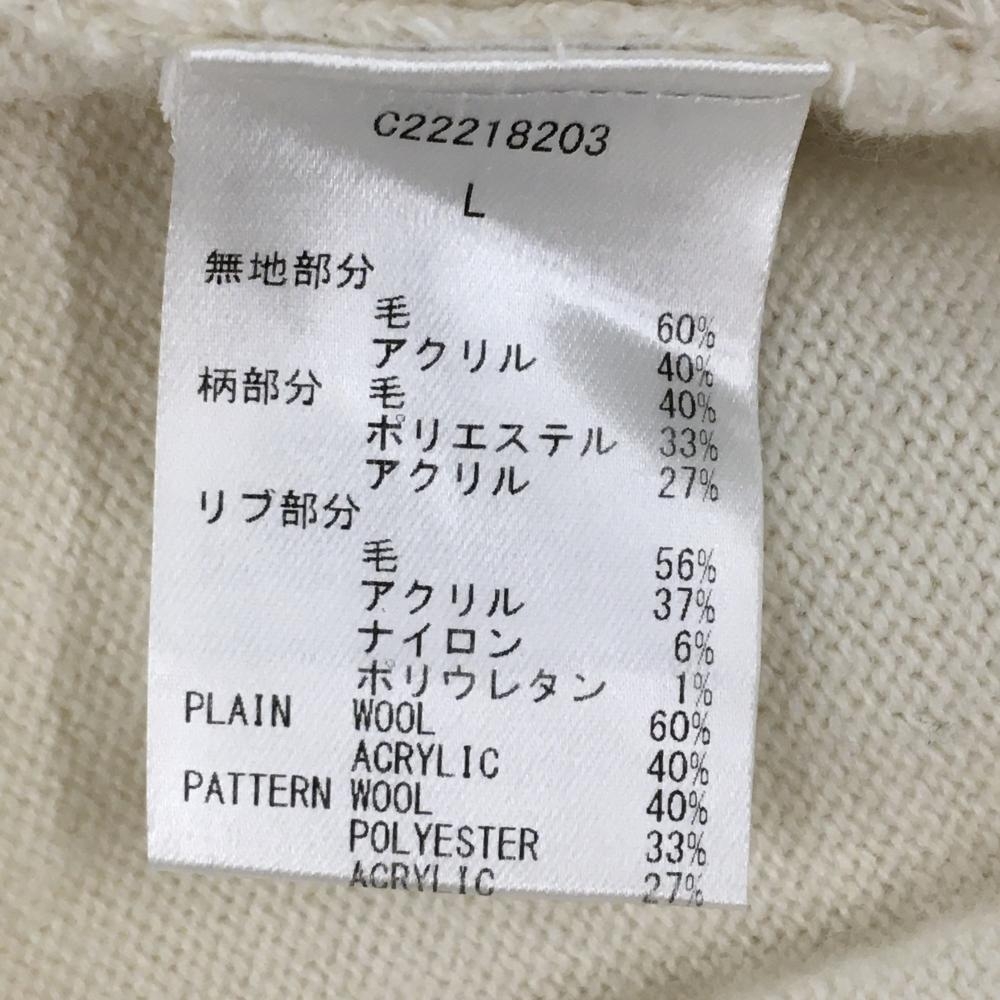 C22218203
L
無地部分
毛 60%
アクリル 40%
柄部分 毛 40%
ポリエステル 33%
アクリル 27%
リブ部分
毛 56%
アクリル 37%
ナイロン 6%
ポリウレタン 1%
PLAIN WOOL 60%
ACRYLIC 40%
PATTERN WOOL 40%
POLYESTER 33%
ACRYLIC 27%